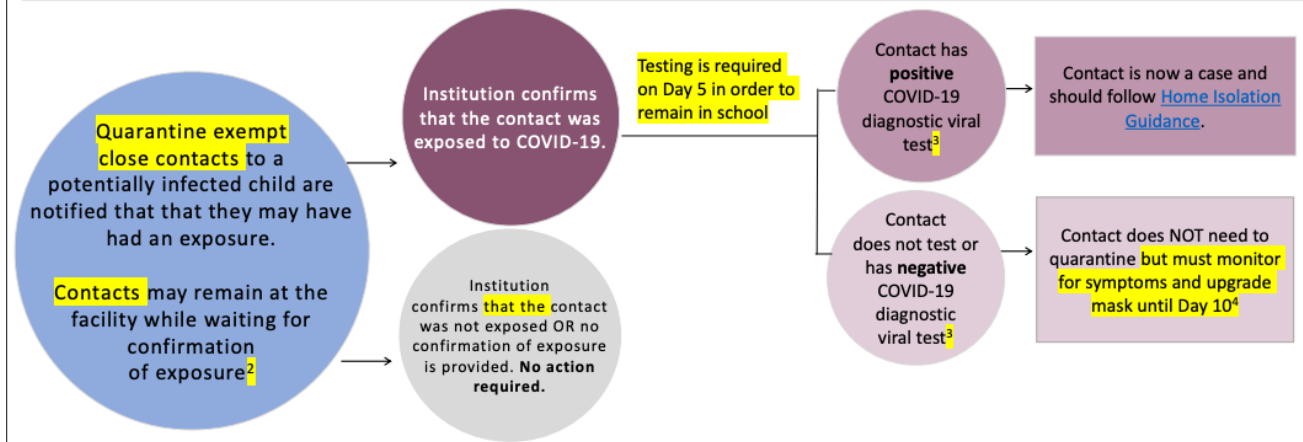 Quarantine exempt
close contacts to a
potentially infected child are
notified that that they may have
had an exposure.
Contacts may remain at the
facility while waiting for
confirmation
of exposure2
Institution confirms
that the contact was
exposed to COVID-19.
Institution
confirms that the contact
was not exposed OR no
confirmation of exposure
is provided. No action
required.
Testing is required
on Day 5 in order to
remain in school
Contact has
positive
COVID-19
diagnostic viral
test3
Contact is now a case and
should follow Home Isolation
Guidance.
Contact
does not test or
has negative
COVID-19
diagnostic
viral test3
Contact does NOT need to
quarantine but must monitor
for symptoms and upgrade
mask until Day 104